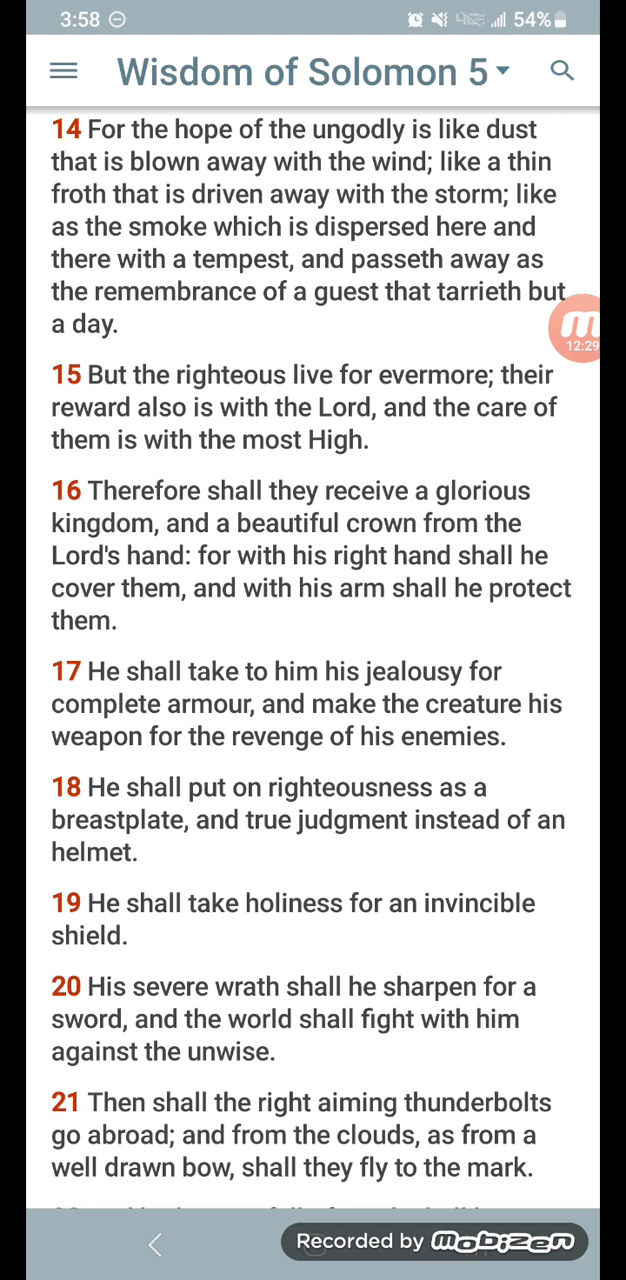 3:58 54%
Wisdom of Solomon 5
14 For the hope of the ungodly is like dust
that is blown away with the wind; like a thin
froth that is driven away with the storm; like
as the smoke which is dispersed here and
there with a tempest, and passeth away as
the remembrance of a guest that tarrieth but
a day.
12:29
15 But the righteous live for evermore; their
reward also is with the Lord, and the care of
them is with the most High.
16 Therefore shall they receive a glorious
kingdom, and a beautiful crown from the
Lord's hand: for with his right hand shall he
cover them, and with his arm shall he protect
them.
17 He shall take to him his jealousy for
complete armour, and make the creature his
weapon for the revenge of his enemies.
18 He shall put on righteousness as a
breastplate, and true judgment instead of an
helmet.
19 He shall take holiness for an invincible
shield.
20 His severe wrath shall he sharpen for a
sword, and the world shall fight with him
against the unwise.
21 Then shall the right aiming thunderbolts
go abroad; and from the clouds, as from a
well drawn bow, shall they fly to the mark.
Recorded by mobizen